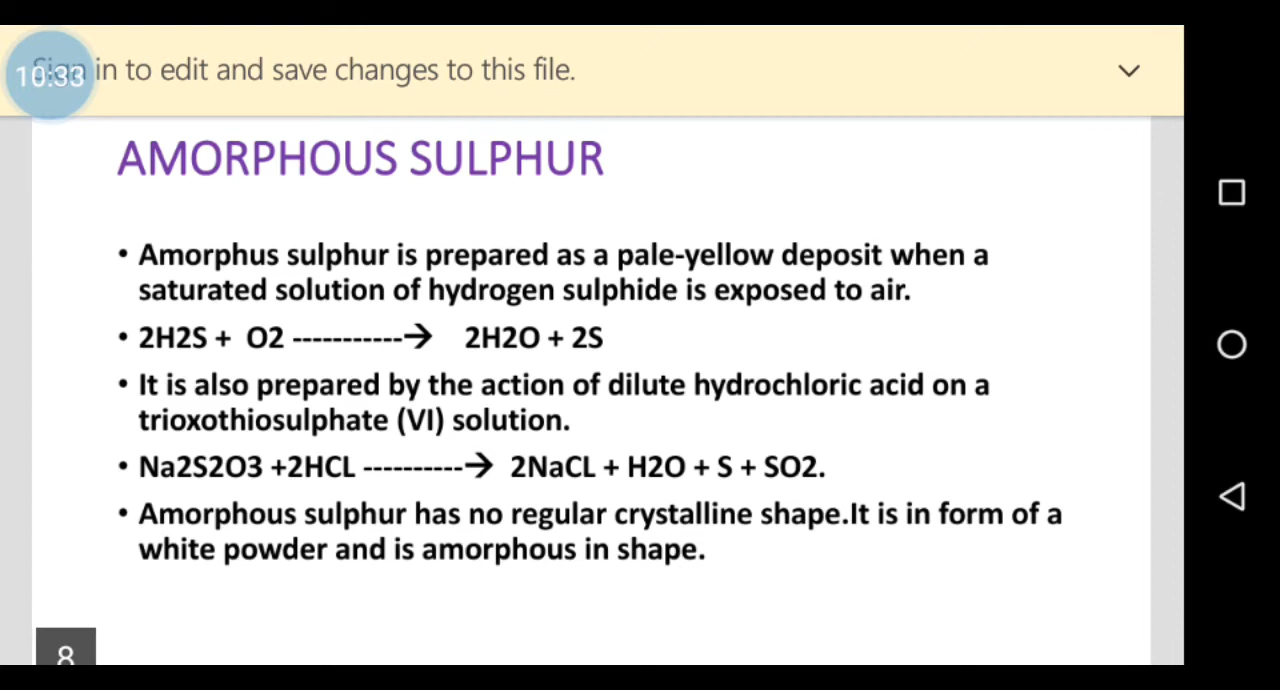 Sign in to edit and save changes to this file.
10:33
AMORPHOUS SULPHUR
• Amorphus sulphur is prepared as a pale-yellow deposit when a
saturated solution of hydrogen sulphide is exposed to air.
• 2H2S + O2 -----------→ 2H2O + 2S
• It is also prepared by the action of dilute hydrochloric acid on a
trioxothiosulphate (VI) solution.
• Na2S2O3 +2HCL ----------→ 2NaCL + H2O + S + SO2.
• Amorphous sulphur has no regular crystalline shape.It is in form of a
white powder and is amorphous in shape.
8